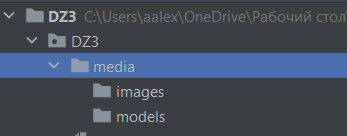 DZ3 C:\Users\aalex\OneDrive\Рабочий стол
DZ3
media
images
models